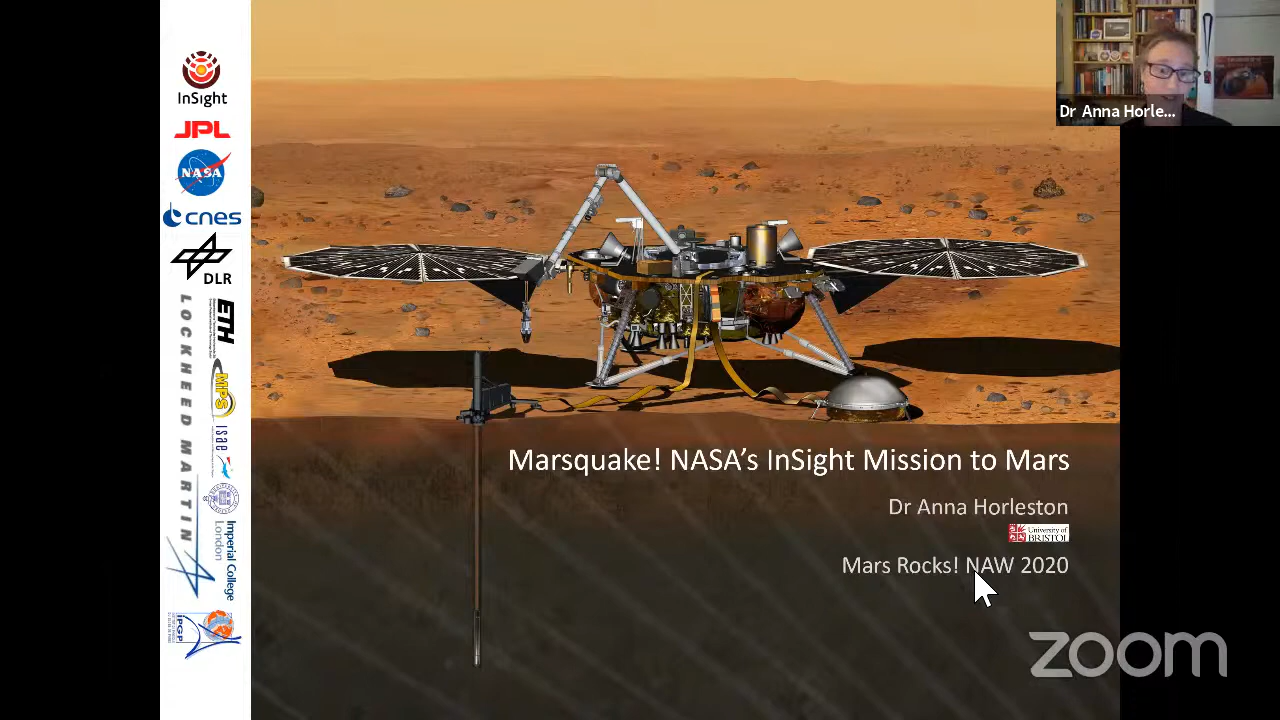 InSight
JPL
NASA
cnes
DLR
ETH
LOCKHEED MARTIN
MPS
isae
Imperial College
London
IPGP
Dr Anna Horle...
Marsquake! NASA's InSight Mission to Mars
Dr Anna Horleston
University of
BRISTOL
Mars Rocks! NAW 2020
zoom